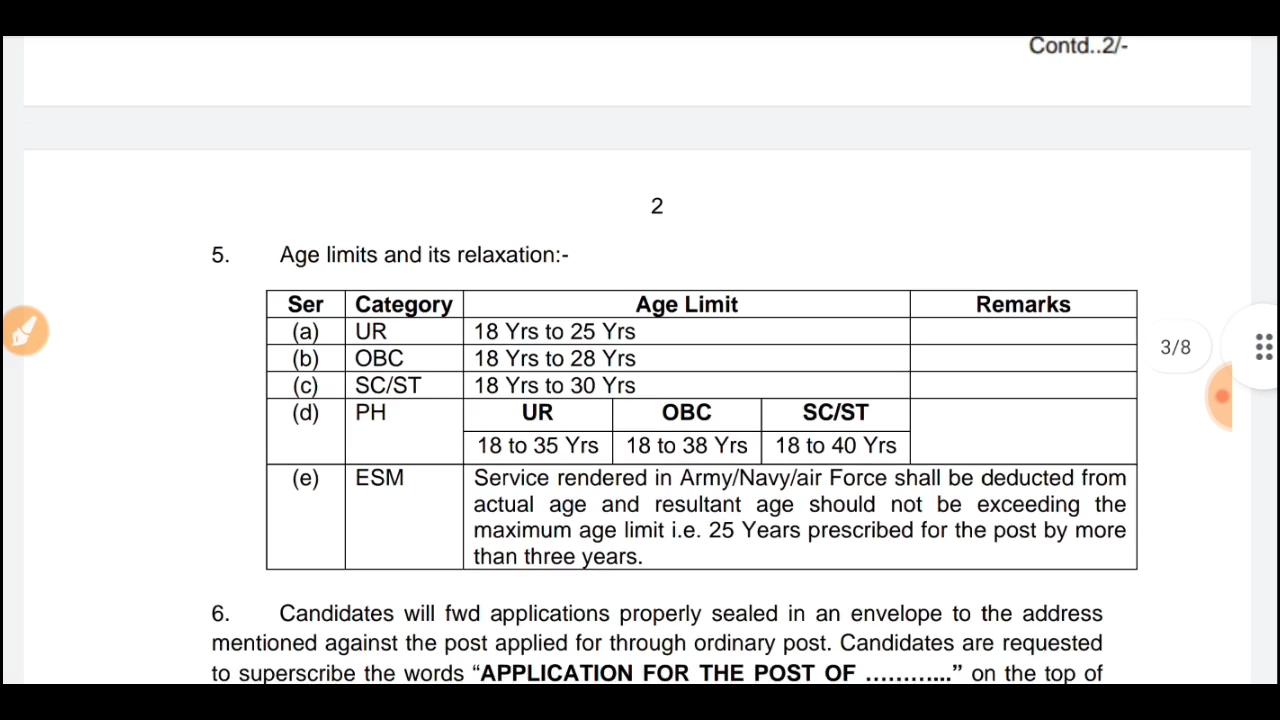 Contd..2/-
2
5. Age limits and its relaxation:-
Ser Category Age Limit Remarks
(a) UR 18 Yrs to 25 Yrs
(b) OBC 18 Yrs to 28 Yrs
(c) SC/ST 18 Yrs to 30 Yrs
(d) PH UR OBC SC/ST
18 to 35 Yrs 18 to 38 Yrs 18 to 40 Yrs
(e) ESM Service rendered in Army/Navy/air Force shall be deducted from
actual age and resultant age should not be exceeding the
maximum age limit i.e. 25 Years prescribed for the post by more
than three years.
3/8
6. Candidates will fwd applications properly sealed in an envelope to the address
mentioned against the post applied for through ordinary post. Candidates are requested
to superscribe the words “APPLICATION FOR THE POST OF ………...” on the top of